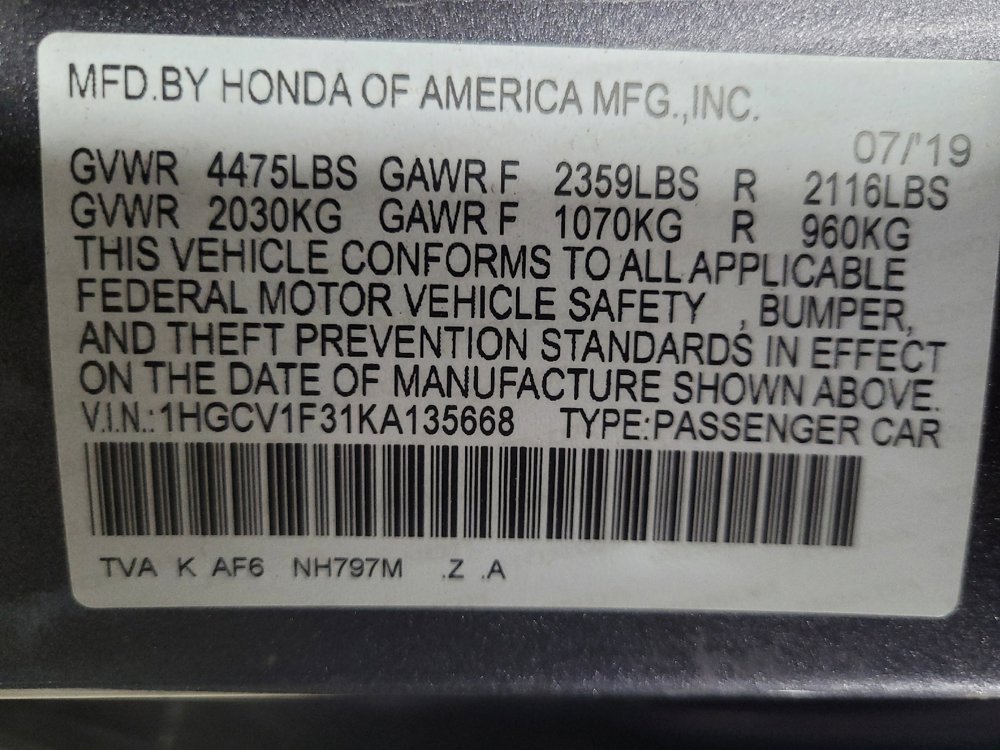 MFD.BY HONDA OF AMERICA MFG.,INC.
07/'19
GVWR 4475LBS GAWR F 2359LBS R 2116LBS
GVWR 2030KG GAWR F 1070KG R 960KG
THIS VEHICLE CONFORMS TO ALL APPLICABLE
FEDERAL MOTOR VEHICLE SAFETY , BUMPER,
AND THEFT PREVENTION STANDARDS IN EFFECT
ON THE DATE OF MANUFACTURE SHOWN ABOVE.
V.I.N.:1HGCV1F31KA135668 TYPE:PASSENGER CAR
TVA K AF6 NH797M .Z .A